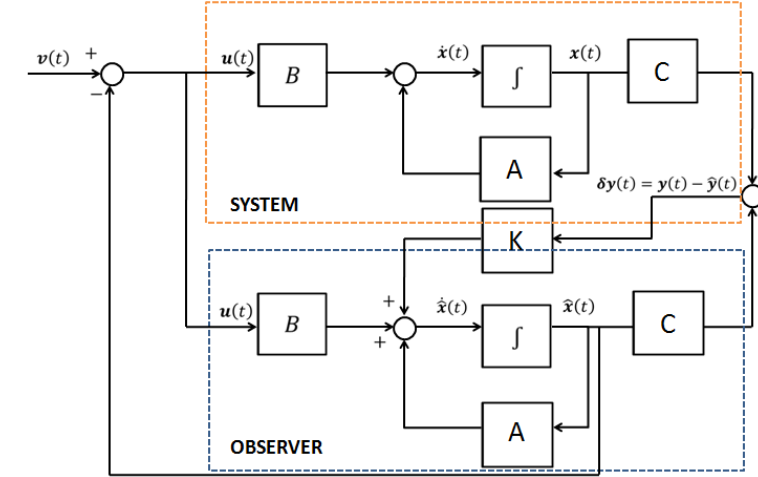 v(t) +
−
u(t)
B
ẋ(t)
∫
x(t)
C
A
SYSTEM
δy(t) = y(t) − ŷ(t)
K
u(t)
B
+
+
x̂̇(t)
∫
x̂(t)
C
A
OBSERVER